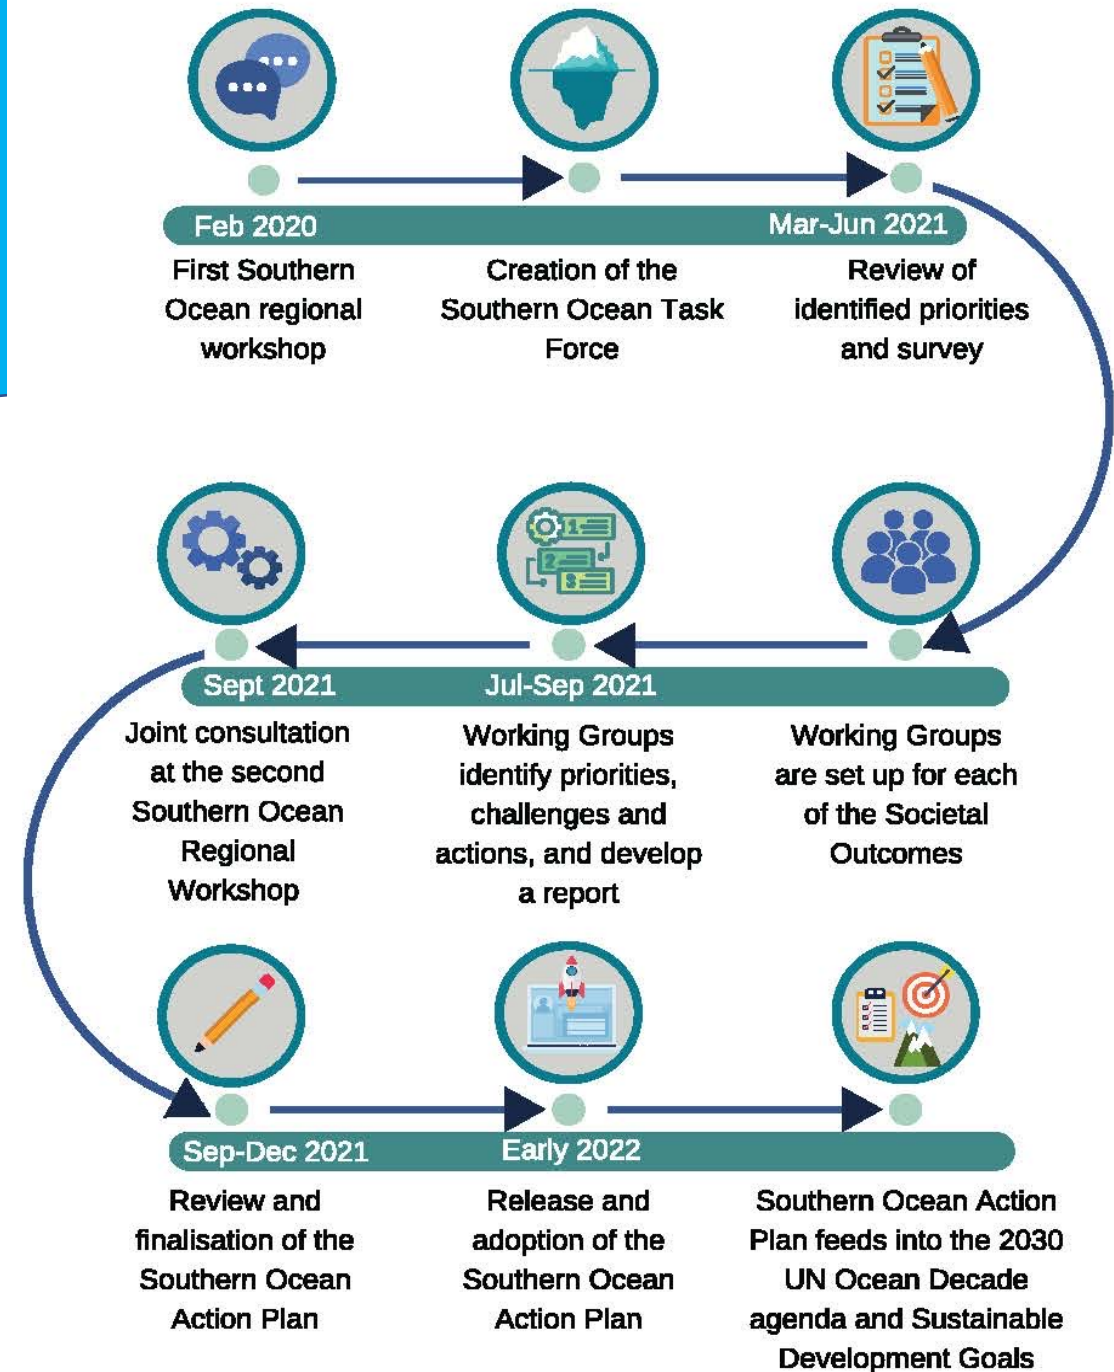 Feb 2020
Mar-Jun 2021
First Southern
Ocean regional
workshop
Creation of the
Southern Ocean Task
Force
Review of
identified priorities
and survey
1
2
3
Sept 2021
Jul-Sep 2021
Joint consultation
at the second
Southern Ocean
Regional
Workshop
Working Groups
identify priorities,
challenges and
actions, and develop
a report
Working Groups
are set up for each
of the Societal
Outcomes
Sep-Dec 2021
Early 2022
Review and
finalisation of the
Southern Ocean
Action Plan
Release and
adoption of the
Southern Ocean
Action Plan
Southern Ocean Action
Plan feeds into the 2030
UN Ocean Decade
agenda and Sustainable
Development Goals